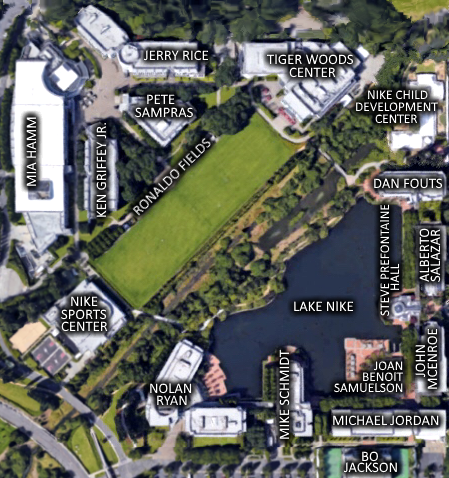 JERRY RICE
TIGER WOODS
CENTER
PETE
SAMPRAS
NIKE CHILD
DEVELOPMENT
CENTER
MIA HAMM
KEN GRIFFEY JR.
RONALDO FIELDS
DAN FOUTS
STEVE PREFONTAINE
HALL
ALBERTO
SALAZAR
NIKE
SPORTS
CENTER
LAKE NIKE
JOHN
MCENROE
JOAN
BENOIT
SAMUELSON
NOLAN
RYAN
MIKE SCHMIDT
MICHAEL JORDAN
BO
JACKSON